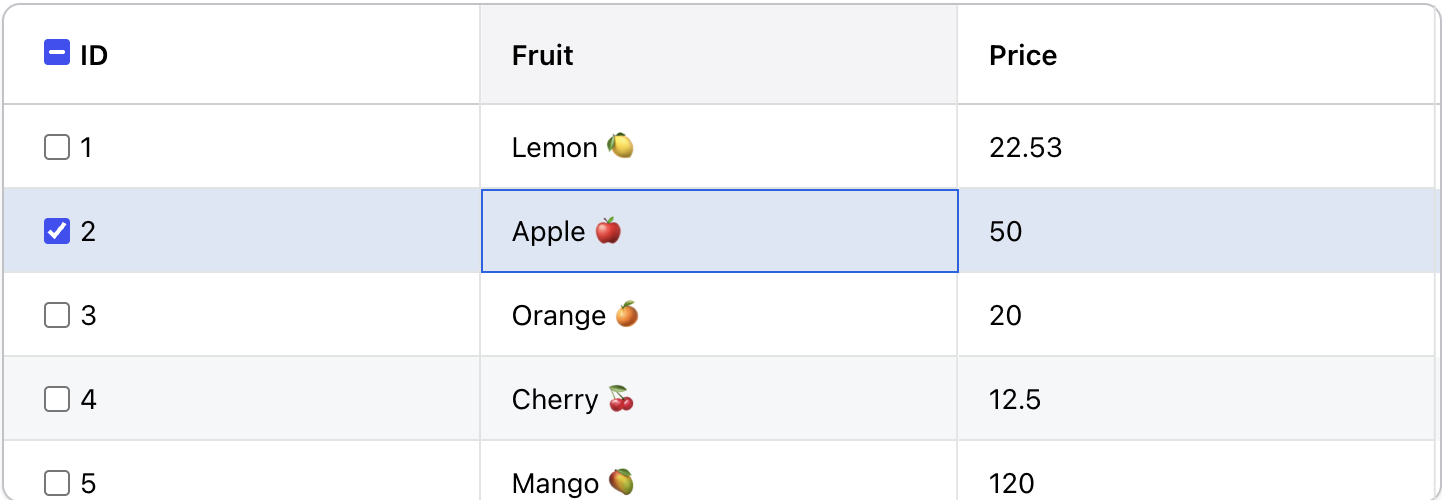 ID Fruit Price
1 Lemon 🍋 22.53
2 Apple 🍎 50
3 Orange 🍊 20
4 Cherry 🍒 12.5
5 Mango 🥭 120